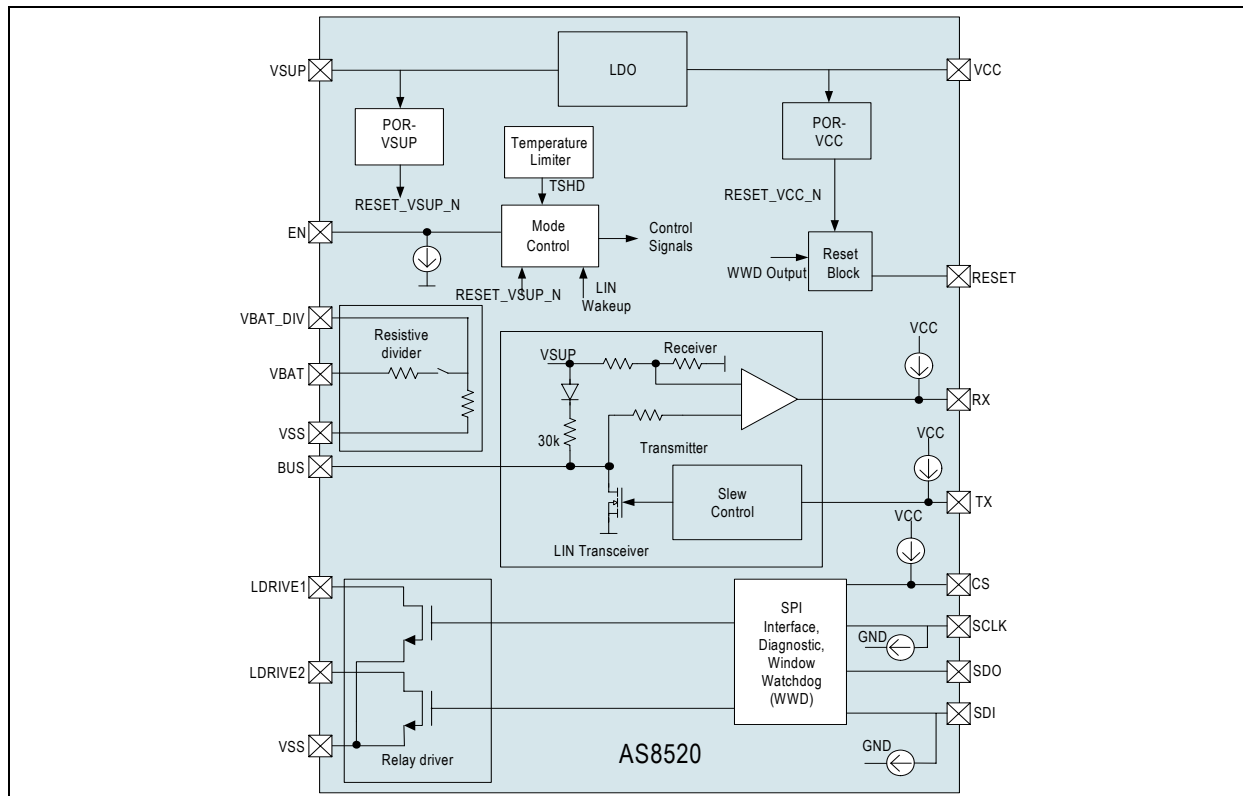 VSUP
LDO
VCC
POR-
VSUP
Temperature
Limiter
POR-
VCC
TSHD
RESET_VSUP_N
RESET_VCC_N
EN
Mode
Control
Control
Signals
Reset
Block
WWD Output
RESET
RESET_VSUP_N
LIN
Wakeup
VBAT_DIV
Resistive
divider
VBAT
VSS
VSUP
Receiver
VCC
RX
30k
Transmitter
VCC
BUS
Slew
Control
TX
LIN Transceiver
VCC
LDRIVE1
CS
SPI
Interface,
Diagnostic,
Window
Watchdog
(WWD)
SCLK
GND
LDRIVE2
SDO
SDI
VSS
Relay driver
GND
AS8520